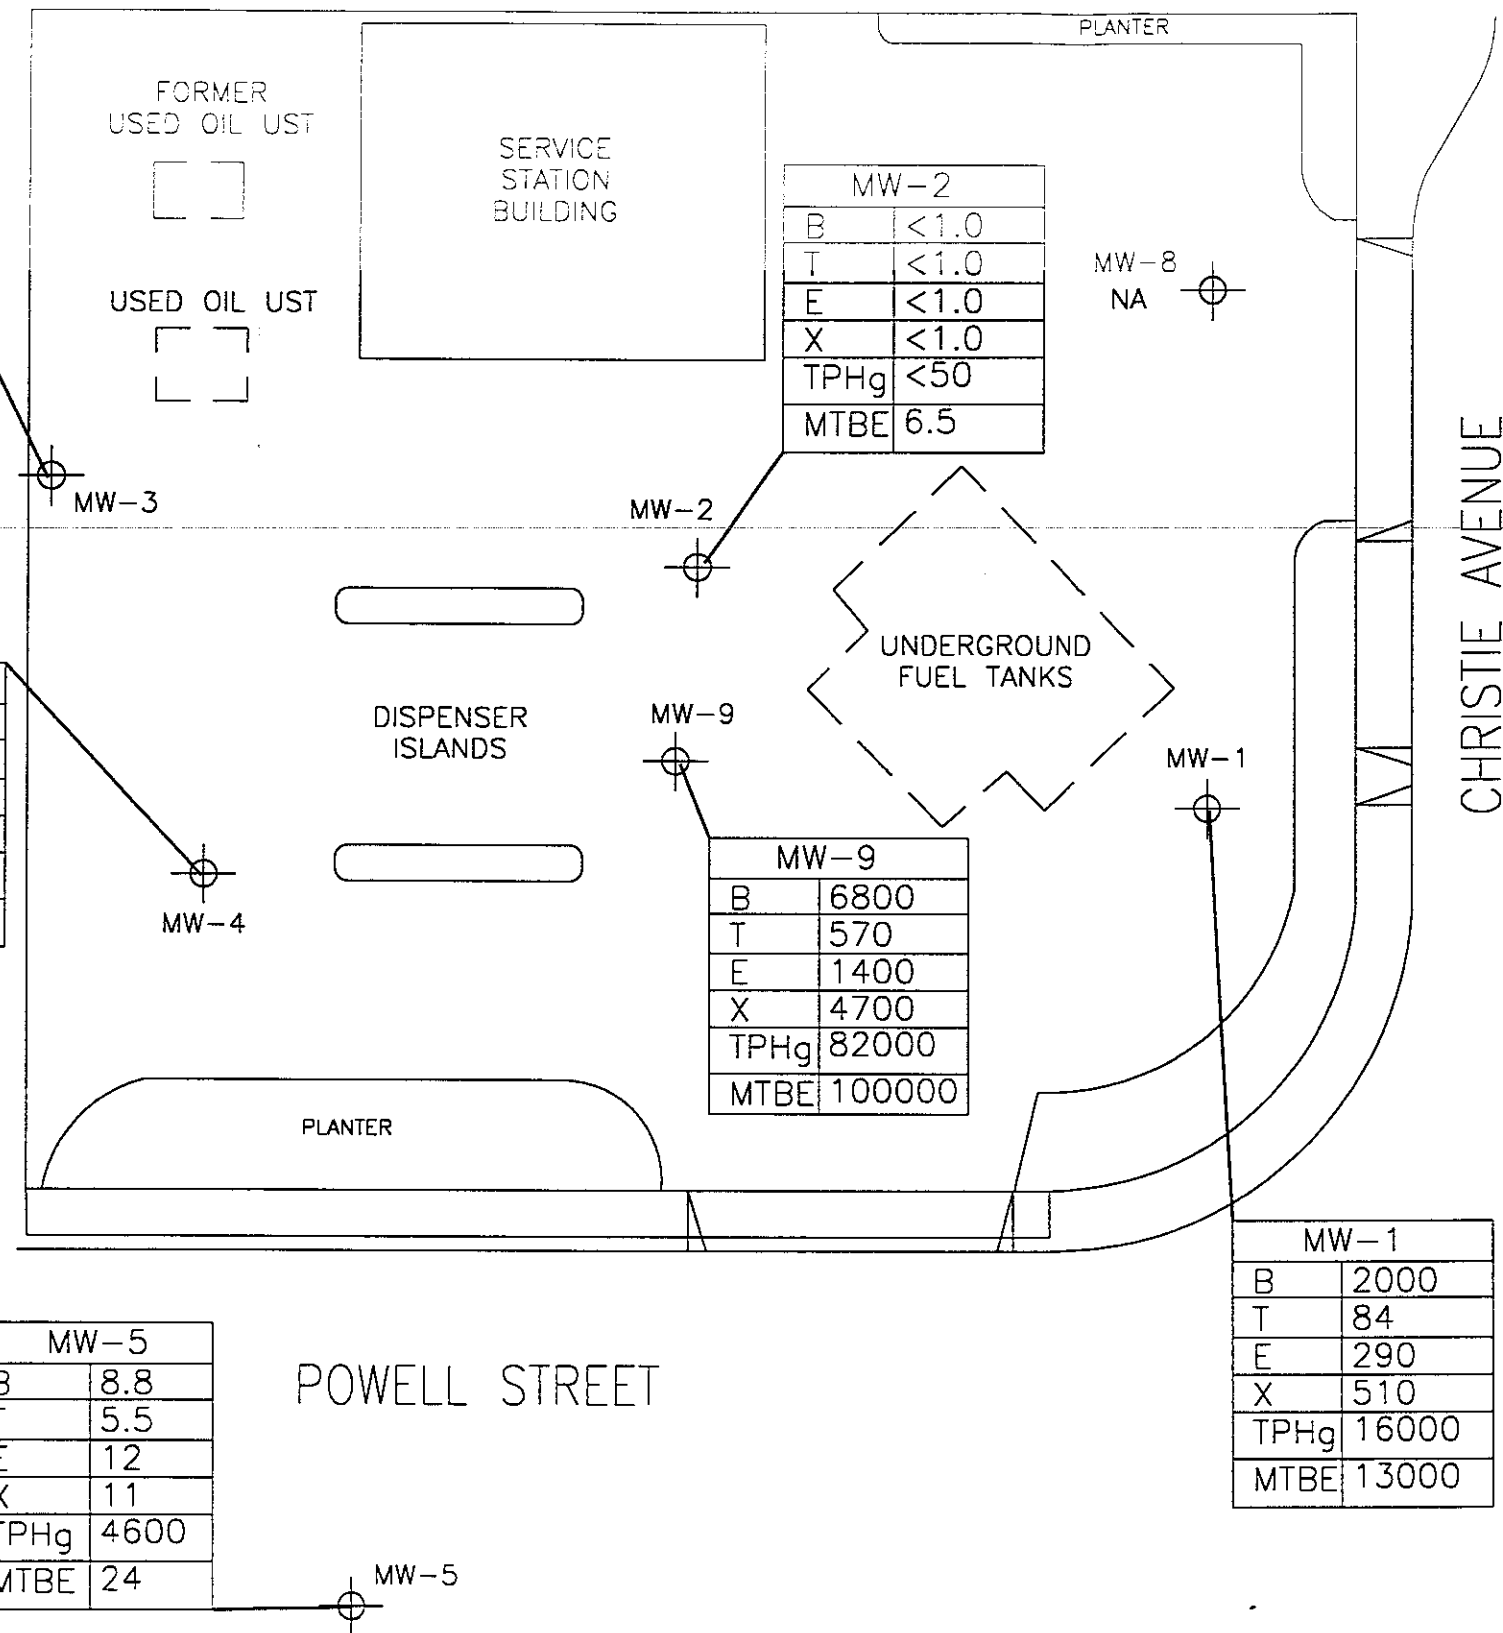 PLANTER
FORMER
USED OIL UST
SERVICE
STATION
BUILDING
MW-2
B <1.0
T <1.0
E <1.0
X <1.0
TPHg <50
MTBE 6.5
MW-8
NA
USED OIL UST
MW-3
MW-2
CHRISTIE AVENUE
UNDERGROUND
FUEL TANKS
DISPENSER
ISLANDS
MW-9
MW-1
MW-4
MW-9
B 6800
T 570
E 1400
X 4700
TPHg 82000
MTBE 100000
PLANTER
MW-1
B 2000
T 84
E 290
X 510
TPHg 16000
MTBE 13000
POWELL STREET
MW-5
B 8.8
T 5.5
E 12
X 11
TPHg 4600
MTBE 24
MW-5